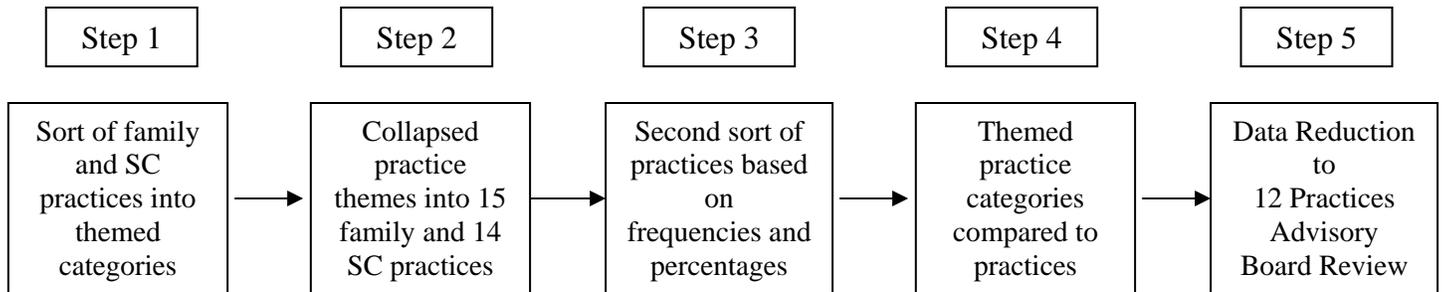 Step 1
Step 2
Step 3
Step 4
Step 5
Sort of family
and SC
practices into
themed
categories
Collapsed
practice
themes into 15
family and 14
SC practices
Second sort of
practices based
on
frequencies and
percentages
Themed
practice
categories
compared to
practices
Data Reduction
to
12 Practices
Advisory
Board Review